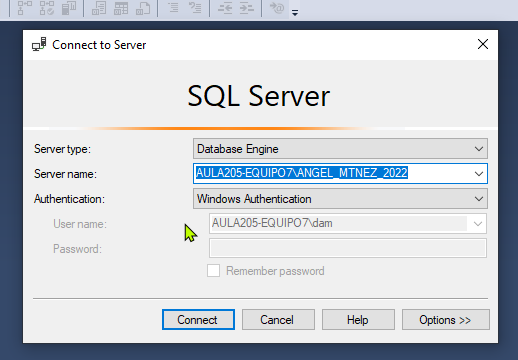 Connect to Server
SQL Server
Server type: Database Engine
Server name: AULA205-EQUIPO7\ANGEL_MTNEZ_2022
Authentication: Windows Authentication
User name: AULA205-EQUIPO7\dam
Password:
Remember password
Connect Cancel Help Options >>